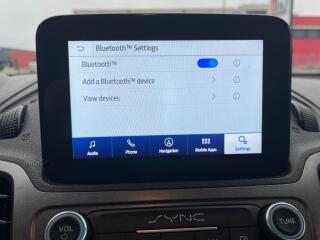 Bluetooth™ Settings
Bluetooth™
Add a Bluetooth™ device
View devices
Audio
Phone
Navigation
Mobile Apps
Settings
SYNC
VOL
TUNE